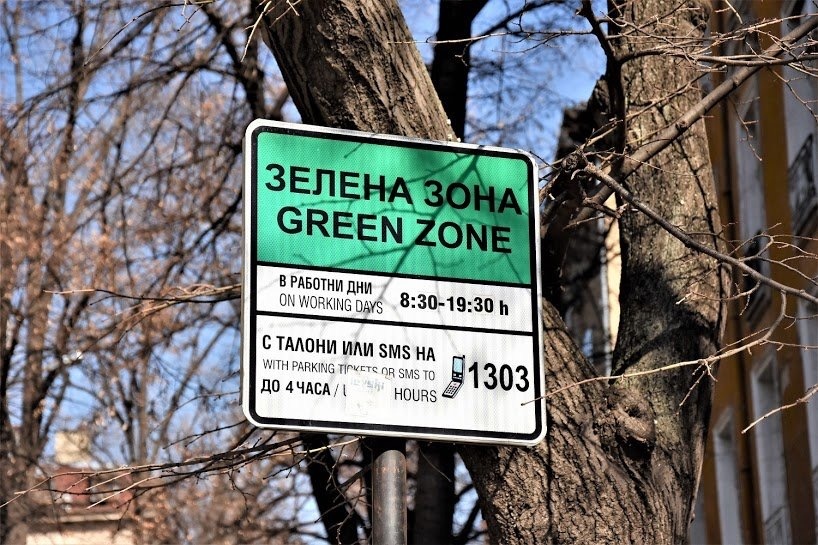 ЗЕЛЕНА ЗОНА
GREEN ZONE
В РАБОТНИ ДНИ
ON WORKING DAYS
8:30-19:30 h
С ТАЛОНИ ИЛИ SMS НА
WITH PARKING TICKETS OR SMS TO
1303
ДО 4 ЧАСА / HOURS